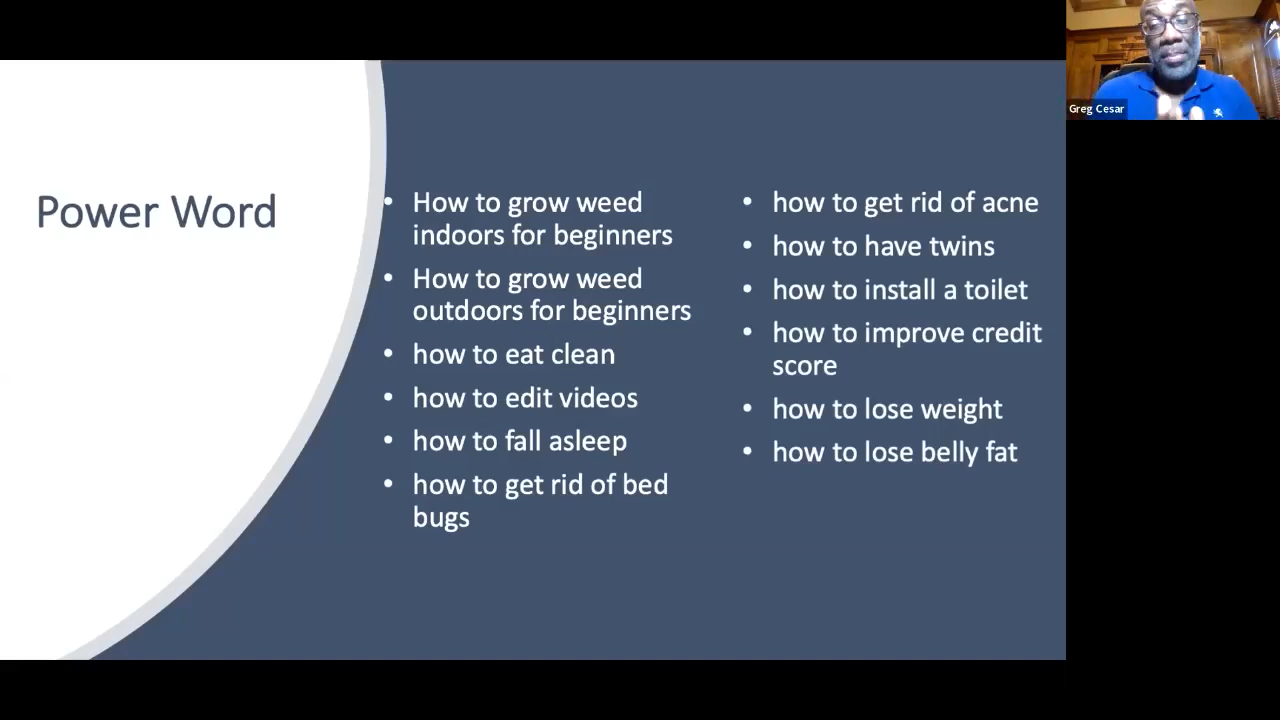 Power Word
How to grow weed
indoors for beginners
How to grow weed
outdoors for beginners
how to eat clean
how to edit videos
how to fall asleep
how to get rid of bed
bugs
how to get rid of acne
how to have twins
how to install a toilet
how to improve credit
score
how to lose weight
how to lose belly fat
Greg Cesar